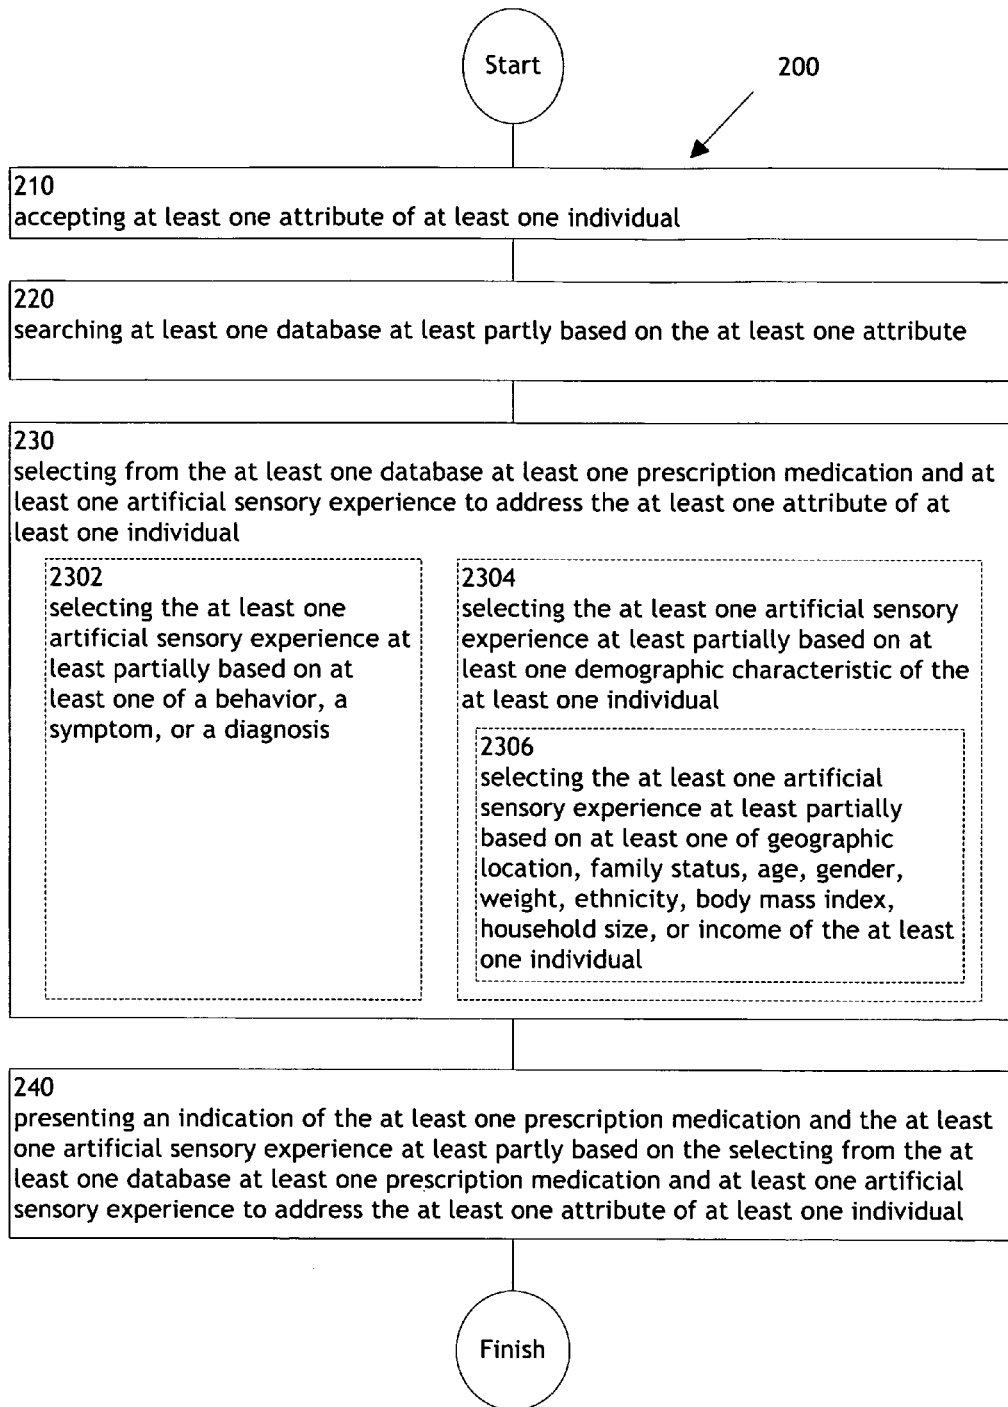 Start
200
210
accepting at least one attribute of at least one individual
220
searching at least one database at least partly based on the at least one attribute
230
selecting from the at least one database at least one prescription medication and at
least one artificial sensory experience to address the at least one attribute of at
least one individual
2302
selecting the at least one
artificial sensory experience at
least partially based on at
least one of a behavior, a
symptom, or a diagnosis
2304
selecting the at least one artificial sensory
experience at least partially based on at
least one demographic characteristic of the
at least one individual
2306
selecting the at least one artificial
sensory experience at least partially
based on at least one of geographic
location, family status, age, gender,
weight, ethnicity, body mass index,
household size, or income of the at least
one individual
240
presenting an indication of the at least one prescription medication and the at least
one artificial sensory experience at least partly based on the selecting from the at
least one database at least one prescription medication and at least one artificial
sensory experience to address the at least one attribute of at least one individual
Finish